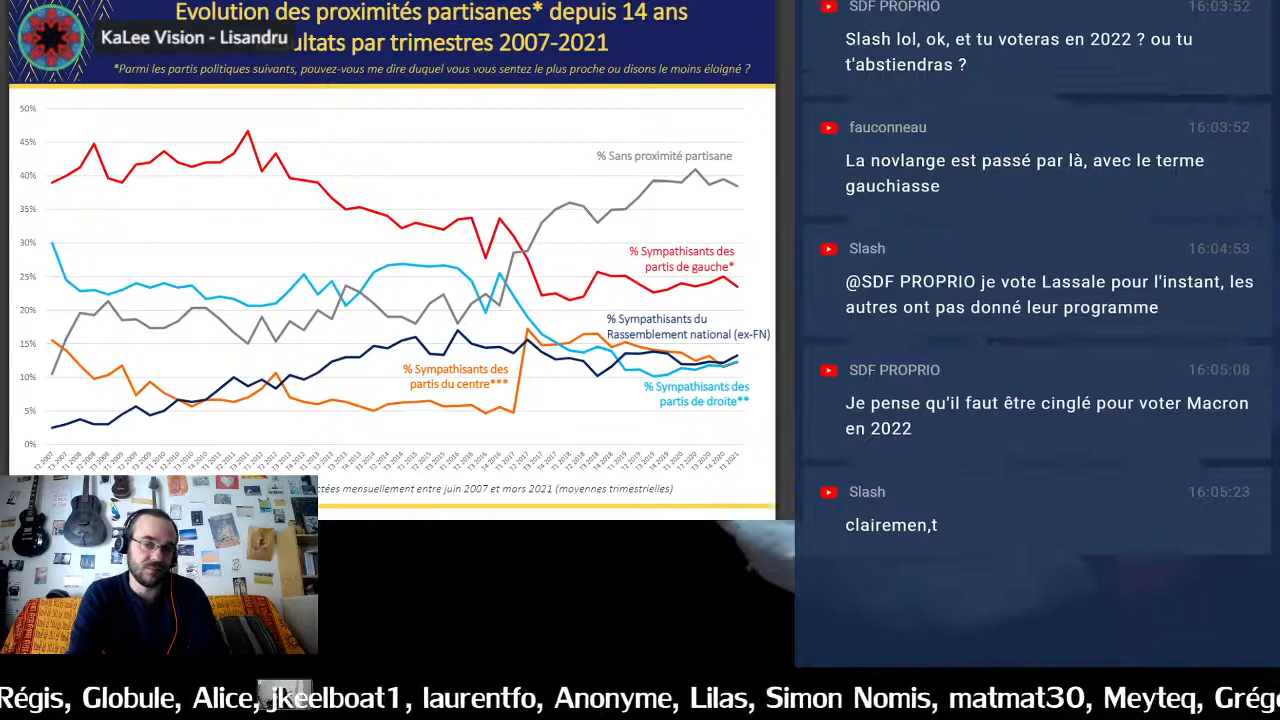 Evolution des proximités partisanes* depuis 14 ans
KaLee Vision - Lisandru
ultats par trimestres 2007-2021
*Parmi les partis politiques suivants, pouvez-vous me dire duquel vous vous sentez le plus proche ou disons le moins éloigné ?
50%
45%
40%
35%
30%
25%
20%
15%
10%
5%
0%
% Sans proximité partisane
% Sympathisants des
partis de gauche*
% Sympathisants du
Rassemblement national (ex-FN)
% Sympathisants des
partis du centre***
% Sympathisants des
partis de droite**
ctées mensuellement entre juin 2007 et mars 2021 (moyennes trimestrielles)
SDF PROPRIO 16:03:52
Slash lol, ok, et tu voteras en 2022 ? ou tu
t'abstiendras ?
fauconneau 16:03:52
La novlange est passé par là, avec le terme
gauchiasse
Slash 16:04:53
@SDF PROPRIO je vote Lassale pour l'instant, les
autres ont pas donné leur programme
SDF PROPRIO 16:05:08
Je pense qu'il faut être cinglé pour voter Macron
en 2022
Slash 16:05:23
clairemen,t
Régis, Globule, Alice, jkeelboat1, laurentfo, Anonyme, Lilas, Simon Nomis, matmat30, Meyteq, Grég